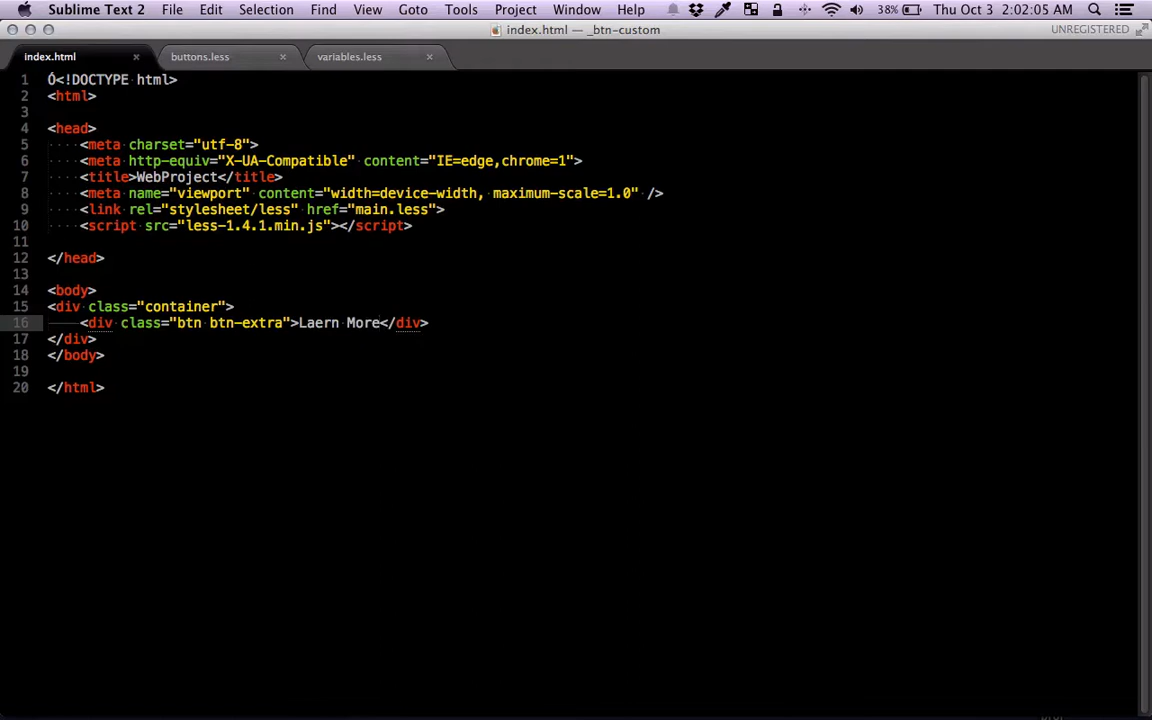 Sublime Text 2 File Edit Selection Find View Goto Tools Project Window Help 38% Thu Oct 3 2:02:05 AM
index.html — _btn-custom UNREGISTERED
index.html × buttons.less × variables.less ×
1 Ó<!DOCTYPE html>
2 <html>
3
4 <head>
5 <meta charset="utf-8">
6 <meta http-equiv="X-UA-Compatible" content="IE=edge,chrome=1">
7 <title>WebProject</title>
8 <meta name="viewport" content="width=device-width, maximum-scale=1.0" />
9 <link rel="stylesheet/less" href="main.less">
10 <script src="less-1.4.1.min.js"></script>
11
12 </head>
13
14 <body>
15 <div class="container">
16 <div class="btn btn-extra">Laern More</div>
17 </div>
18 </body>
19
20 </html>